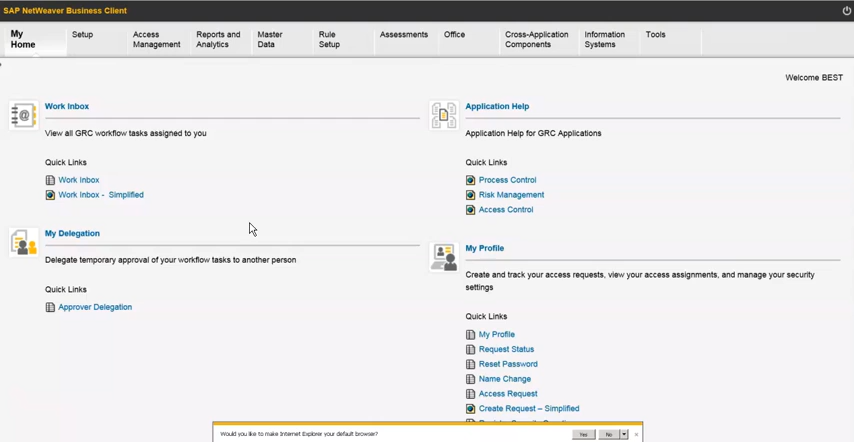 SAP NetWeaver Business Client
My Home
Setup
Access Management
Reports and Analytics
Master Data
Rule Setup
Assessments
Office
Cross-Application Components
Information Systems
Tools
Welcome BEST
Work Inbox
View all GRC workflow tasks assigned to you
Quick Links
Work Inbox
Work Inbox - Simplified
My Delegation
Delegate temporary approval of your workflow tasks to another person
Quick Links
Approver Delegation
Application Help
Application Help for GRC Applications
Quick Links
Process Control
Risk Management
Access Control
My Profile
Create and track your access requests, view your access assignments, and manage your security
settings
Quick Links
My Profile
Request Status
Reset Password
Name Change
Access Request
Create Request – Simplified
Would you like to make Internet Explorer your default browser?
Yes
No